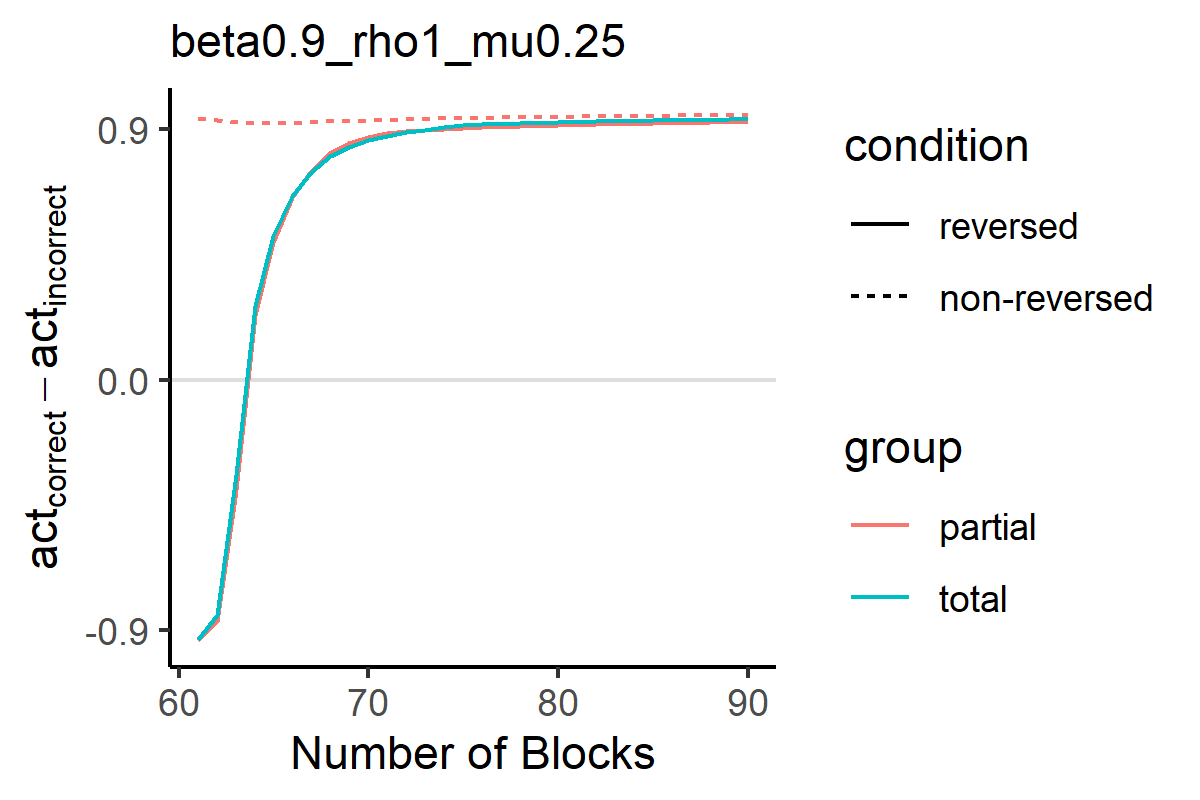 beta0.9_rho1_mu0.25
0.9
0.0
-0.9
act_correct − act_incorrect
60 70 80 90
Number of Blocks
condition
reversed
non-reversed
group
partial
total